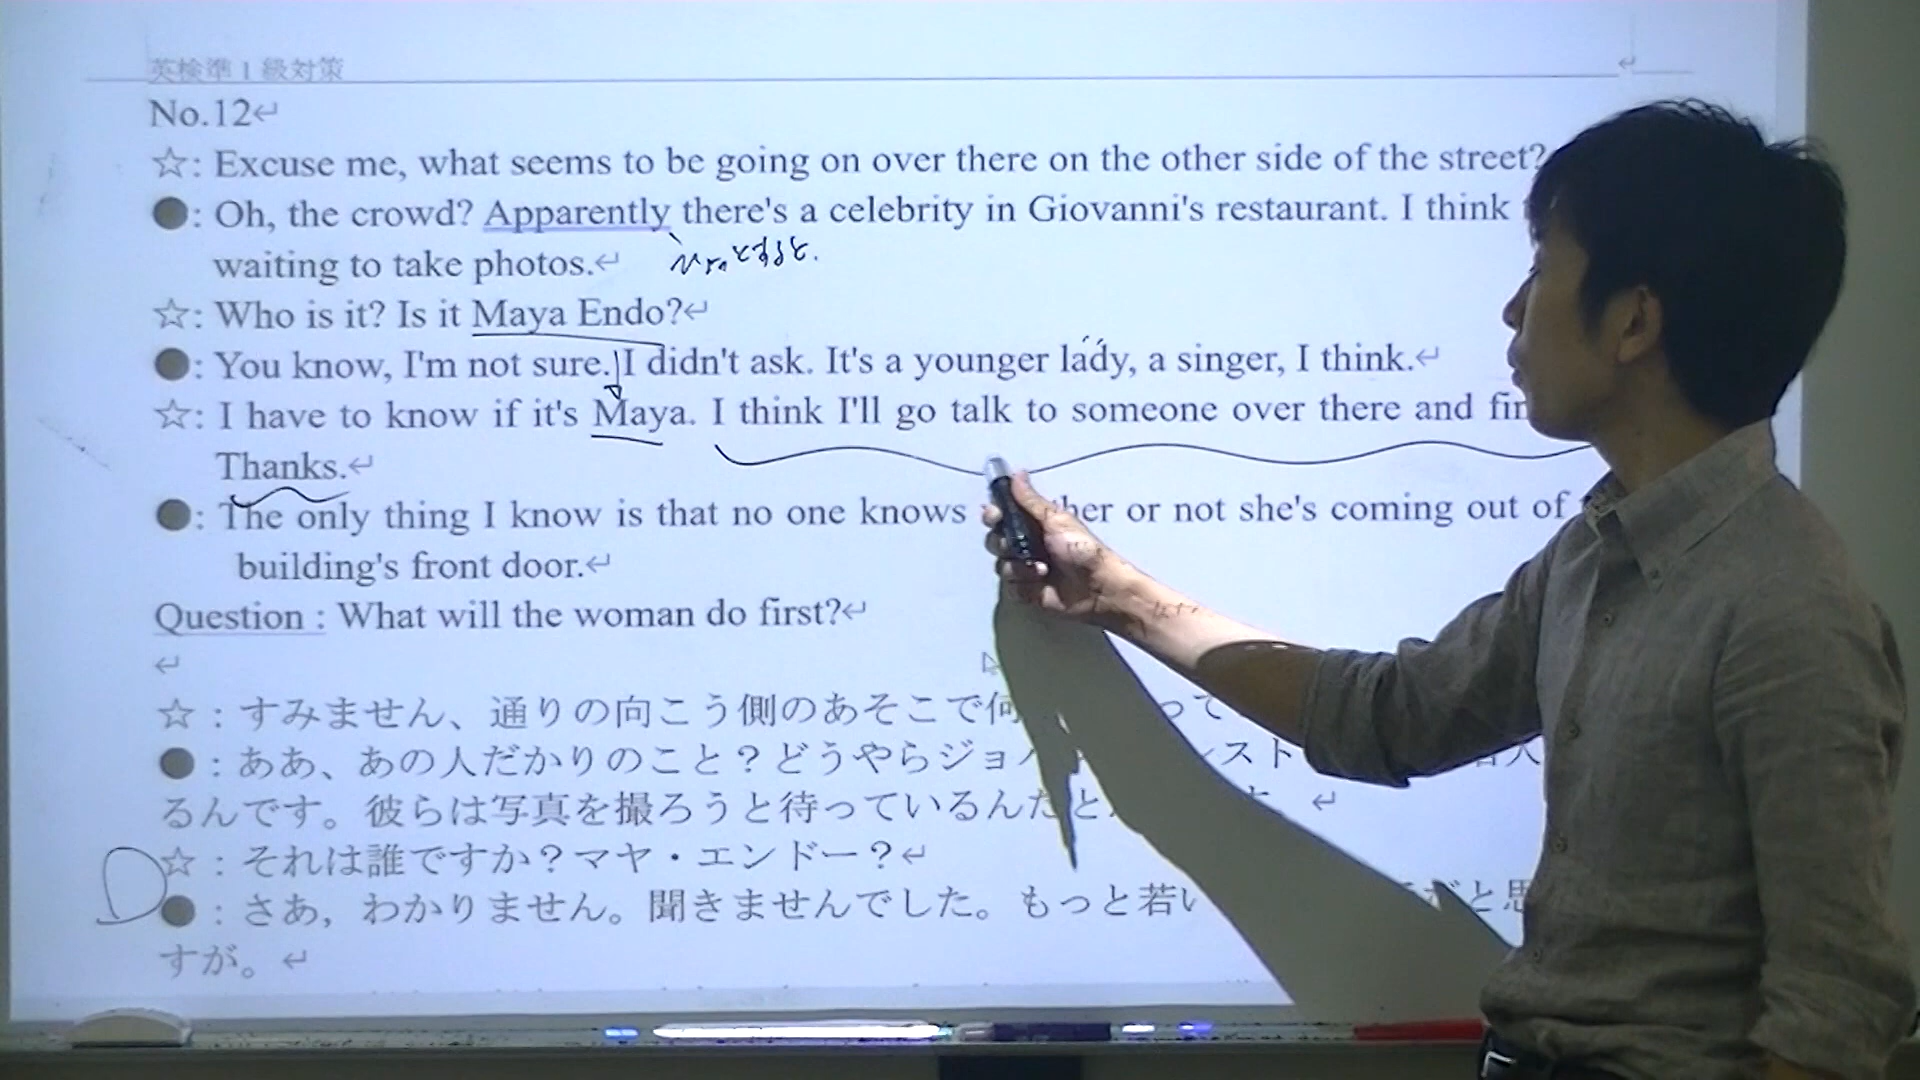 英検準1級対策
No.12
☆: Excuse me, what seems to be going on over there on the other side of the street?
●: Oh, the crowd? Apparently there's a celebrity in Giovanni's restaurant. I think
waiting to take photos.
☆: Who is it? Is it Maya Endo?
●: You know, I'm not sure. I didn't ask. It's a younger lady, a singer, I think.
☆: I have to know if it's Maya. I think I'll go talk to someone over there and
Thanks.
●: The only thing I know is that no one knows or not she's coming out of
building's front door.
Question : What will the woman do first?
☆：すみません、通りの向こう側のあそこで何
●：ああ、あの人だかりのこと？どうやらジョ
るんです。彼らは写真を撮ろうと待っているんだと
☆：それは誰ですか？マヤ・エンドー？
●：さあ，わかりません。聞きませんでした。もっと若い だと思
すが。